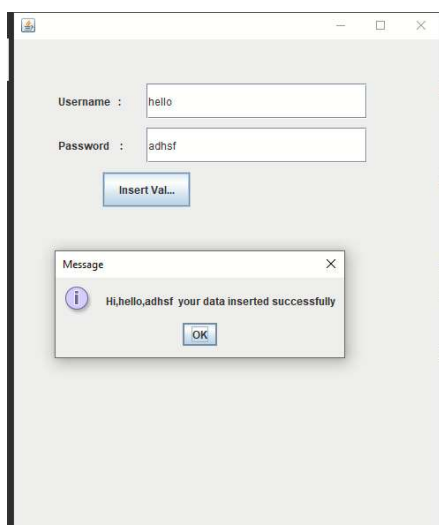 Username :
hello
Password :
adhsf
Insert Val...
Message
Hi,hello,adhsf your data inserted successfully
OK